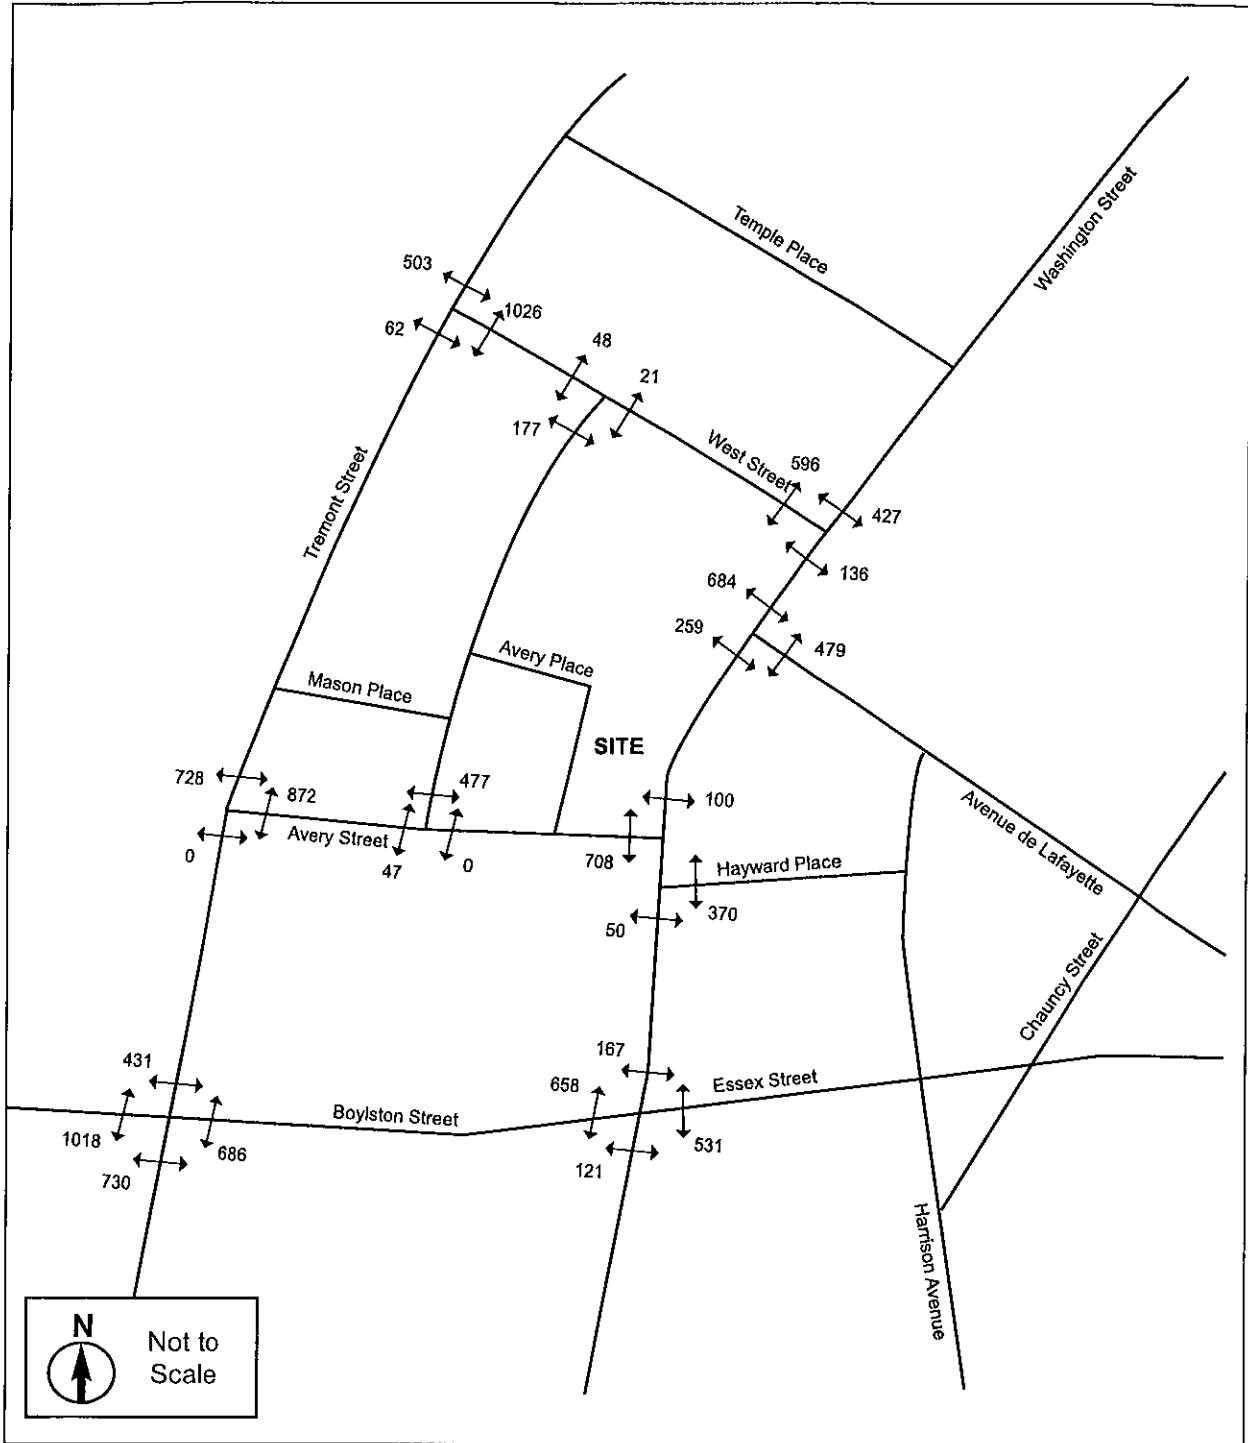 Temple Place
Washington Street
503
1026
62
48
21
177
West Street
596
427
Tremont Street
136
684
259
479
Avery Place
Mason Place
SITE
728
872
477
100
Avenue de Lafayette
Avery Street
0
47
0
708
Hayward Place
370
50
Chauncy Street
431
167
658
Essex Street
Boylston Street
1018
686
531
730
121
Harrison Avenue
N
Not to
Scale